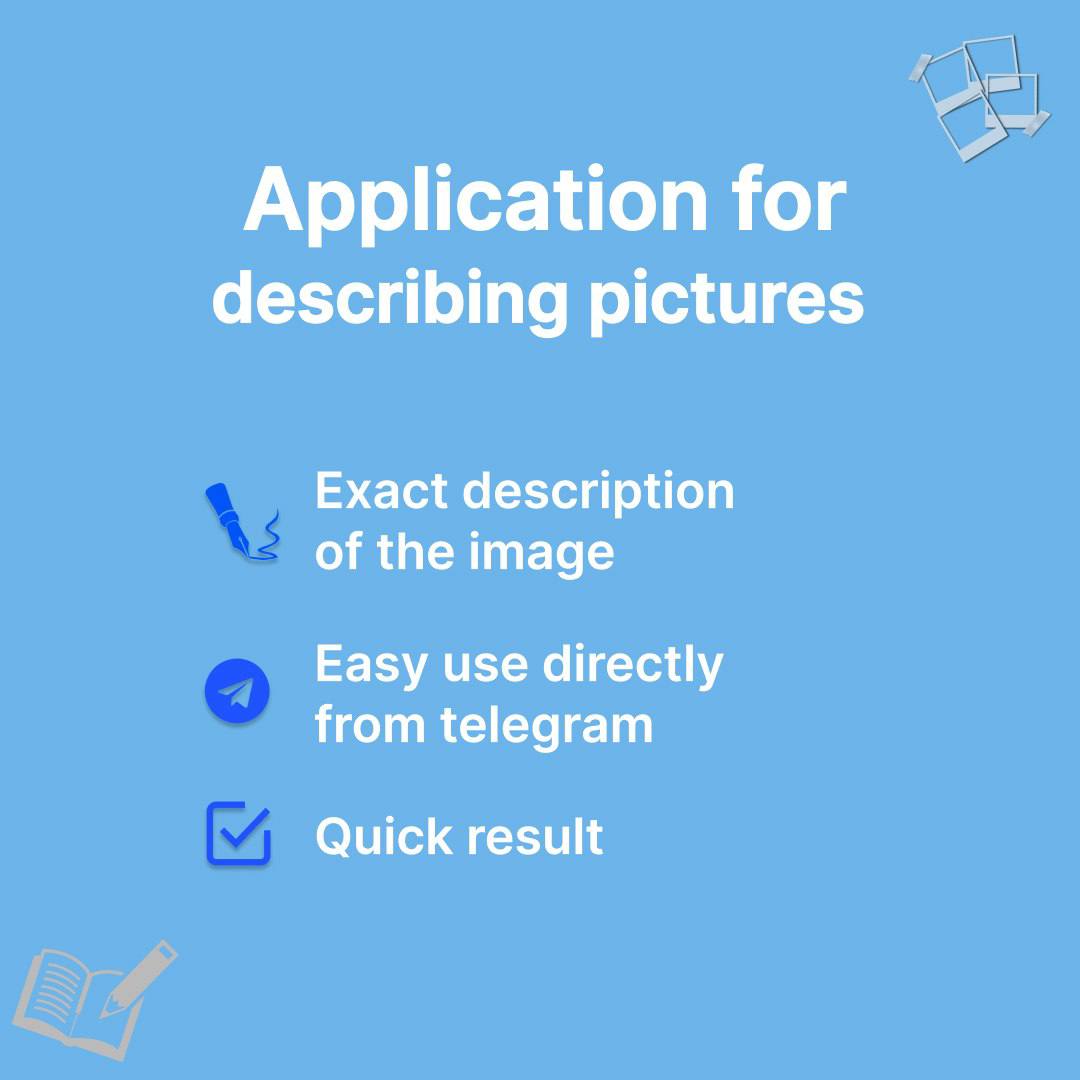 Application for
describing pictures
Exact description
of the image
Easy use directly
from telegram
Quick result